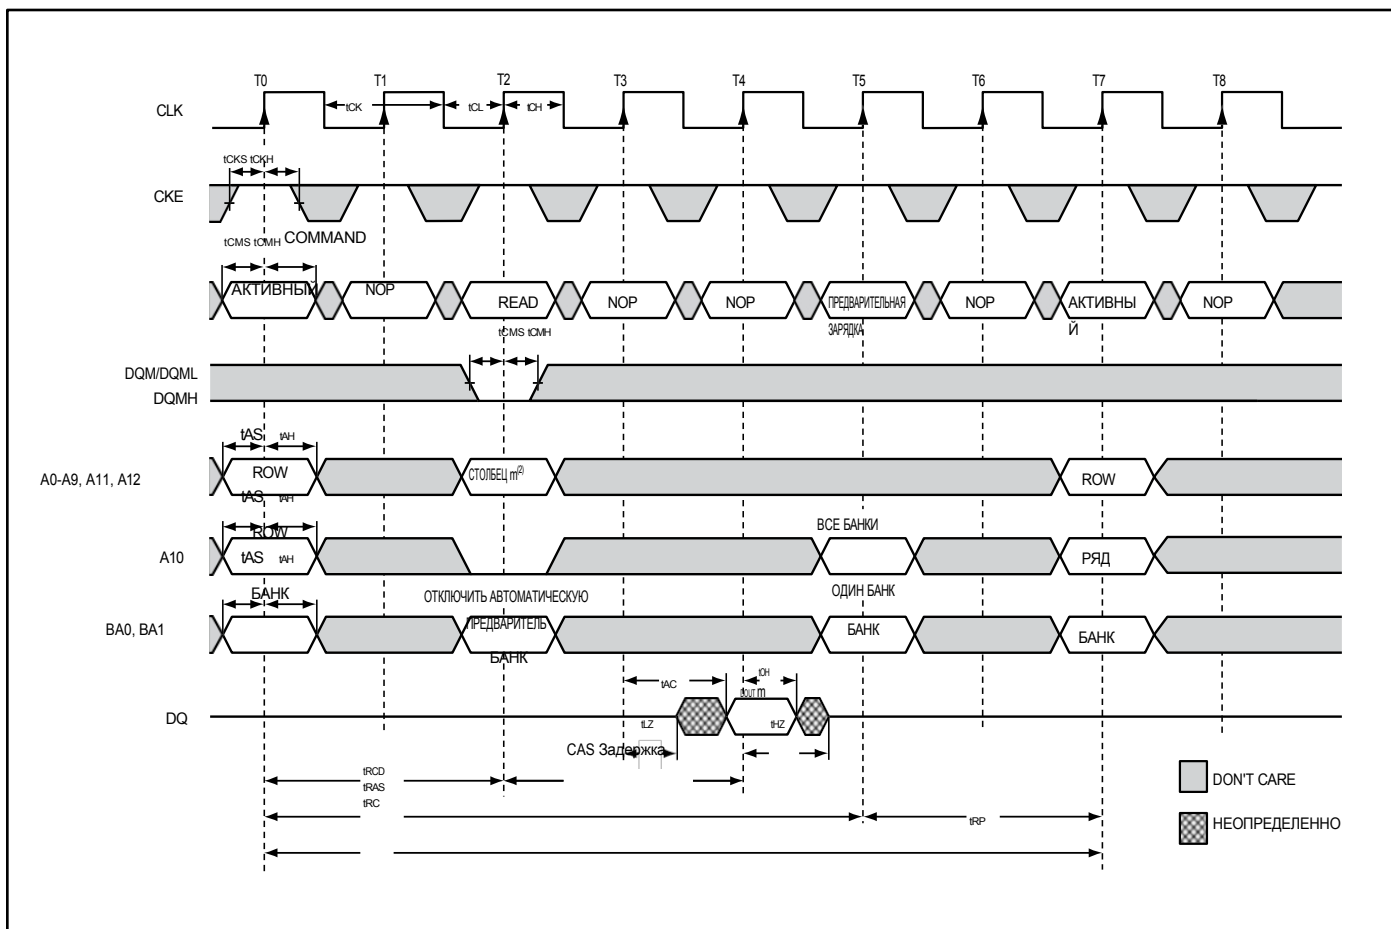 T0 T1 T2 T3 T4 T5 T6 T7 T8
CLK
tCK tCL tCH
tCKS tCKH
CKE
COMMAND
tCMS tCMH
АКТИВНЫЙ NOP READ NOP NOP ПРЕДВАРИТЕЛЬНАЯ ЗАРЯДКА NOP АКТИВНЫЙ NOP
tCMS tCMH
DQM/DQML
DQMH
tAS tAH
A0-A9, A11, A12
ROW СТОЛБЕЦ m(2) ROW
tAS tAH
ВСЕ БАНКИ
ROW
A10
tAS tAH РЯД
БАНК ОТКЛЮЧИТЬ АВТОМАТИЧЕСКУЮ ОДИН БАНК
BA0, BA1
ПРЕДВАРИТЕЛЬ БАНК БАНК
БАНК
tAC tOH
DOUT m
DQ
tLZ tHZ
CAS Задержка
tRCD
tRAS
tRC
tRP
DON'T CARE
НЕОПРЕДЕЛЕННО